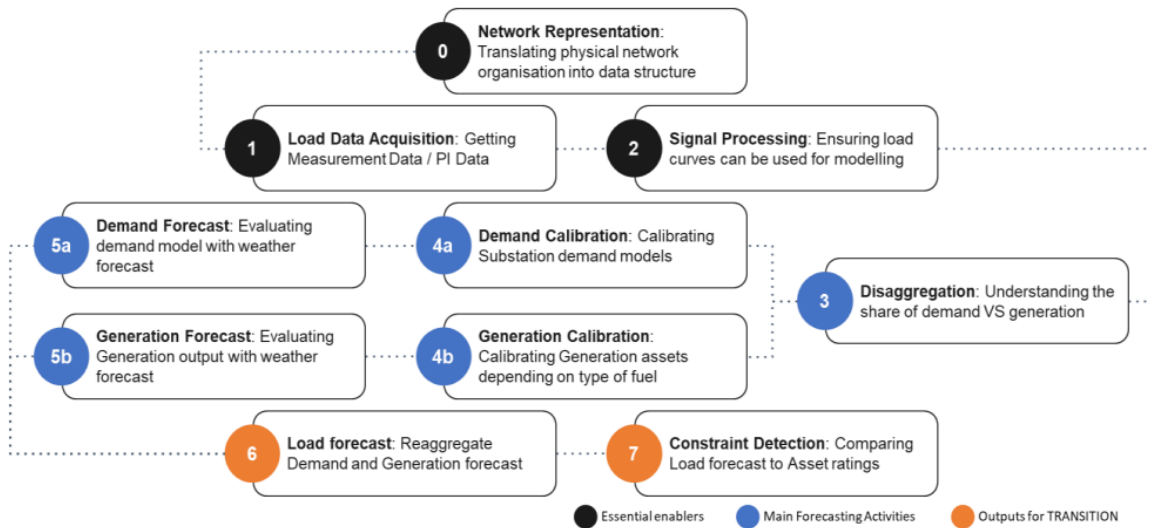 0
Network Representation:
Translating physical network
organisation into data structure
1
Load Data Acquisition: Getting
Measurement Data / PI Data
2
Signal Processing: Ensuring load
curves can be used for modelling
5a
Demand Forecast: Evaluating
demand model with weather
forecast
4a
Demand Calibration: Calibrating
Substation demand models
3
Disaggregation: Understanding the
share of demand VS generation
5b
Generation Forecast: Evaluating
Generation output with weather
forecast
4b
Generation Calibration:
Calibrating Generation assets
depending on type of fuel
6
Load forecast: Reaggregate
Demand and Generation forecast
7
Constraint Detection: Comparing
Load forecast to Asset ratings
Essential enablers
Main Forecasting Activities
Outputs for TRANSITION